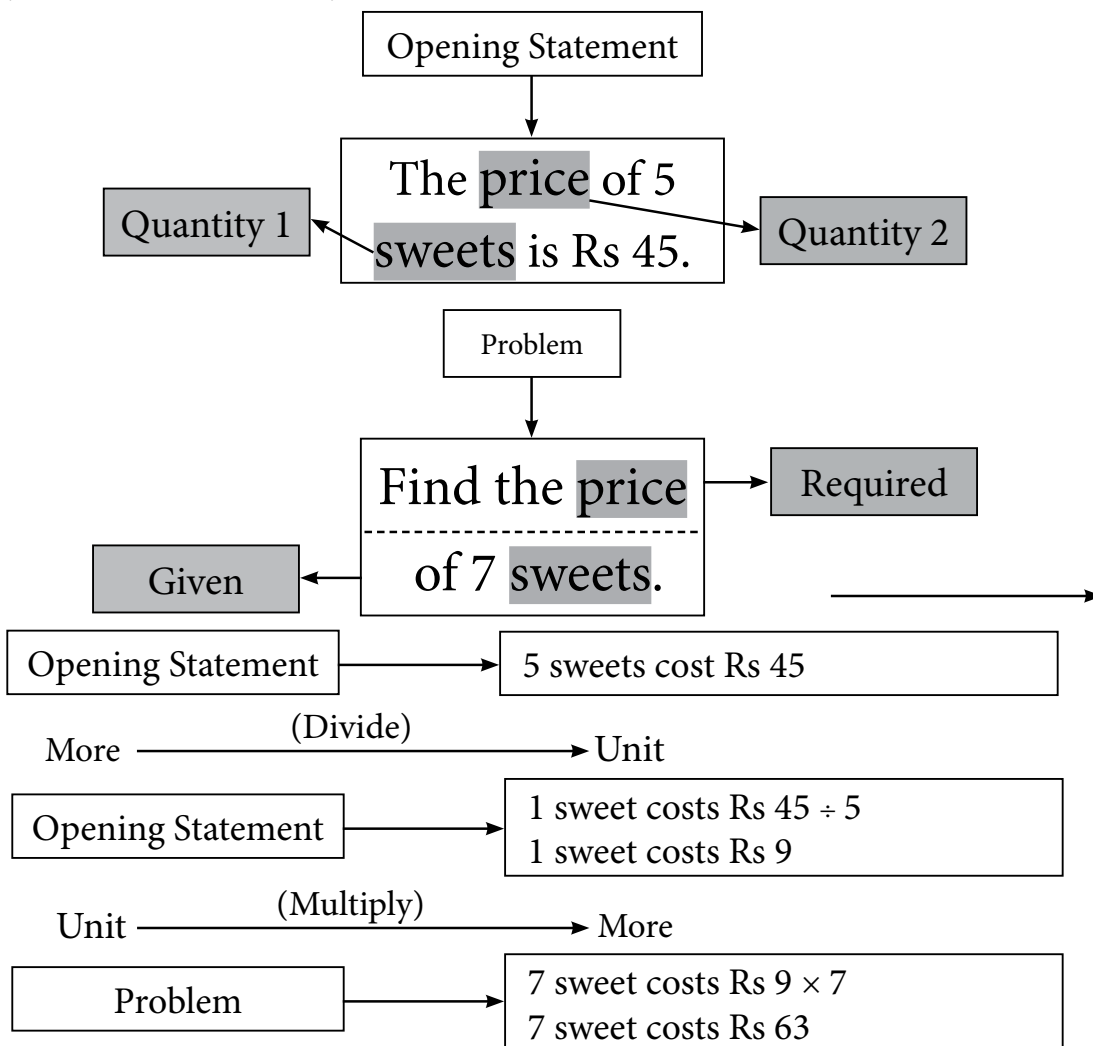 Opening Statement
The price of 5
sweets is Rs 45.
Quantity 1
Quantity 2
Problem
Find the price
of 7 sweets.
Required
Given
Opening Statement
5 sweets cost Rs 45
(Divide)
More
Unit
Opening Statement
1 sweet costs Rs 45 ÷ 5
1 sweet costs Rs 9
(Multiply)
Unit
More
Problem
7 sweet costs Rs 9 × 7
7 sweet costs Rs 63